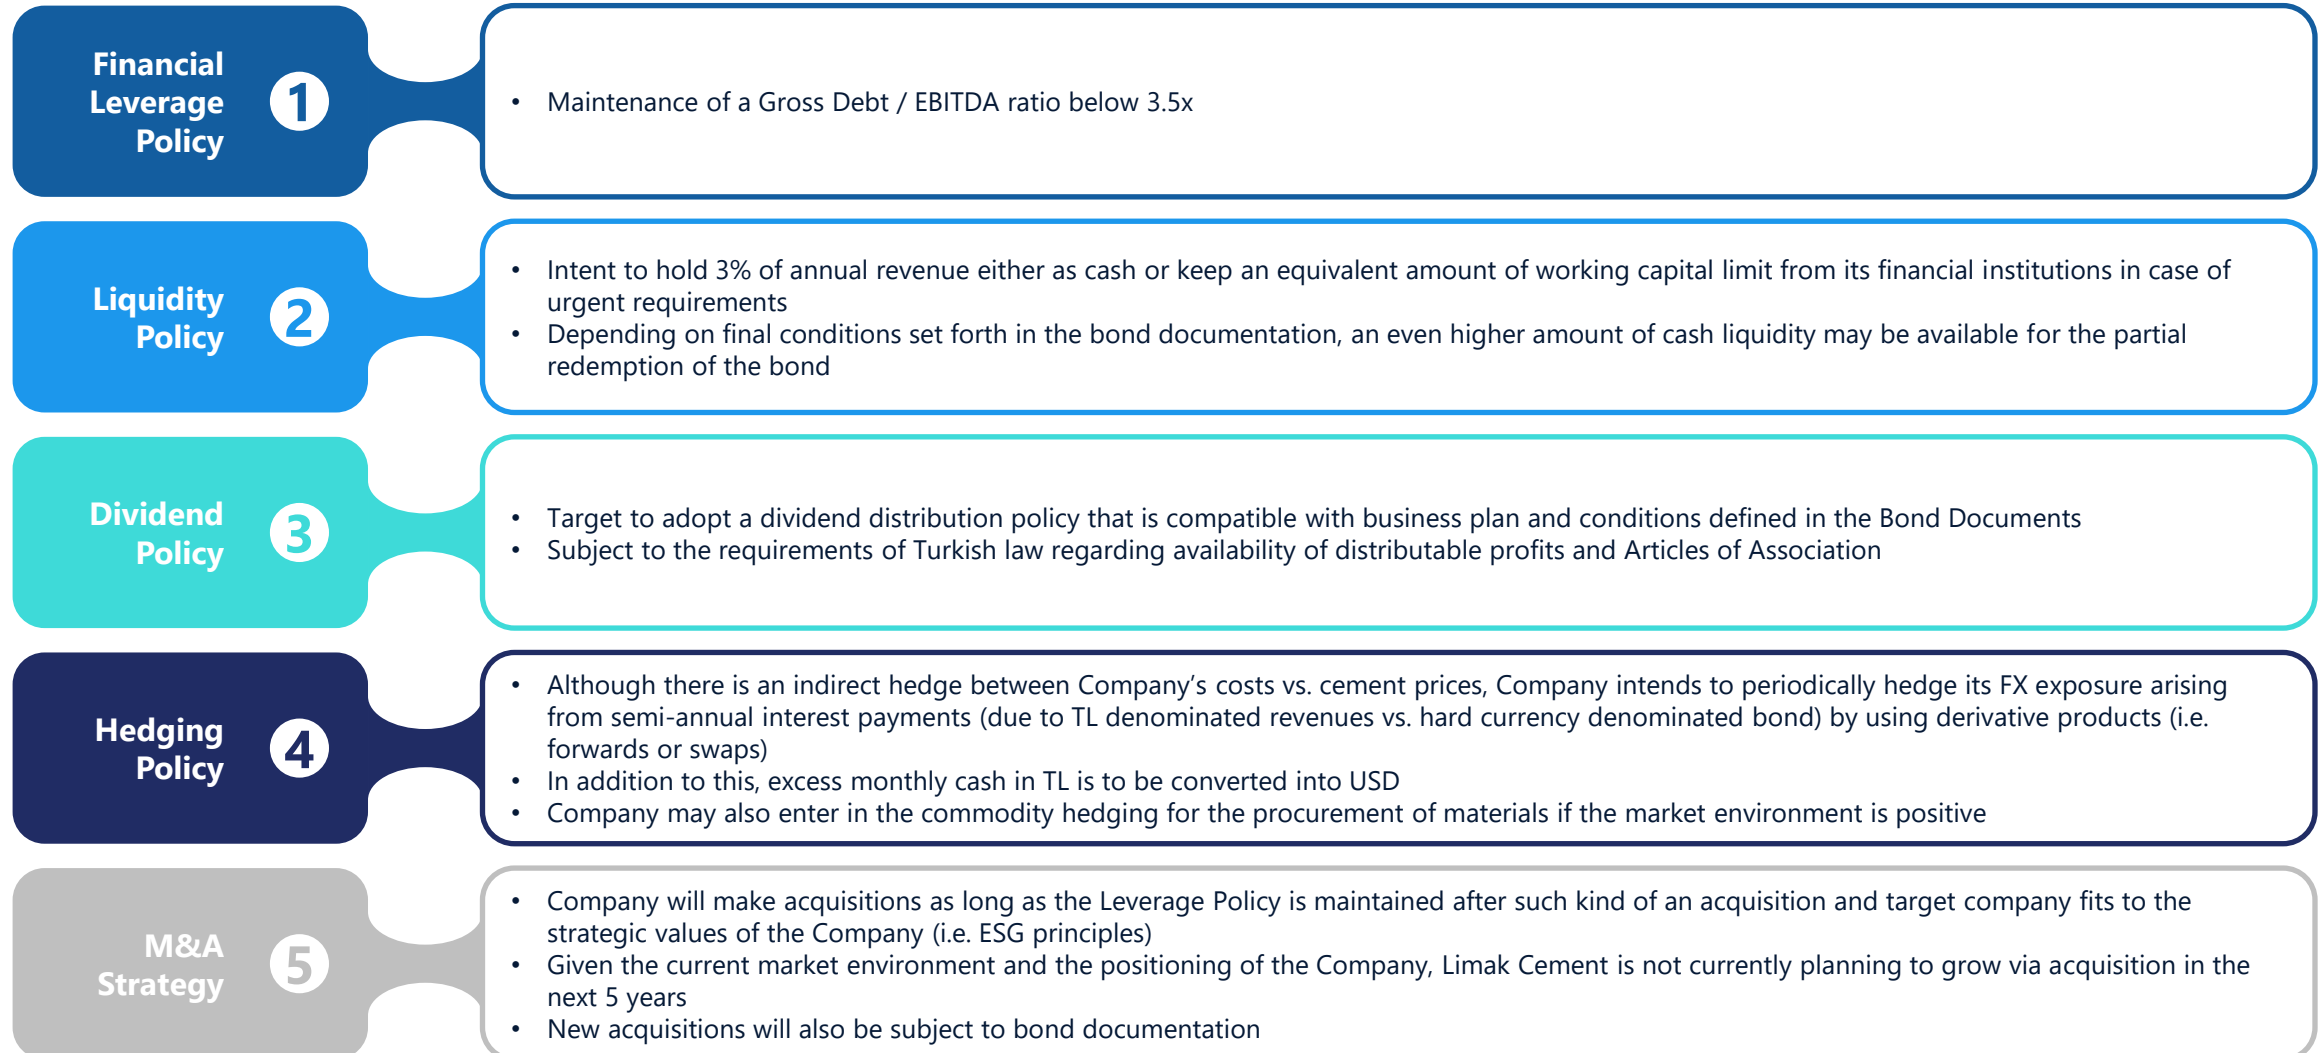 Financial
Leverage
Policy
1
• Maintenance of a Gross Debt / EBITDA ratio below 3.5x
Liquidity
Policy
2
• Intent to hold 3% of annual revenue either as cash or keep an equivalent amount of working capital limit from its financial institutions in case of
urgent requirements
• Depending on final conditions set forth in the bond documentation, an even higher amount of cash liquidity may be available for the partial
redemption of the bond
Dividend
Policy
3
• Target to adopt a dividend distribution policy that is compatible with business plan and conditions defined in the Bond Documents
• Subject to the requirements of Turkish law regarding availability of distributable profits and Articles of Association
Hedging
Policy
4
• Although there is an indirect hedge between Company’s costs vs. cement prices, Company intends to periodically hedge its FX exposure arising
from semi-annual interest payments (due to TL denominated revenues vs. hard currency denominated bond) by using derivative products (i.e.
forwards or swaps)
• In addition to this, excess monthly cash in TL is to be converted into USD
• Company may also enter in the commodity hedging for the procurement of materials if the market environment is positive
M&A
Strategy
5
• Company will make acquisitions as long as the Leverage Policy is maintained after such kind of an acquisition and target company fits to the
strategic values of the Company (i.e. ESG principles)
• Given the current market environment and the positioning of the Company, Limak Cement is not currently planning to grow via acquisition in the
next 5 years
• New acquisitions will also be subject to bond documentation